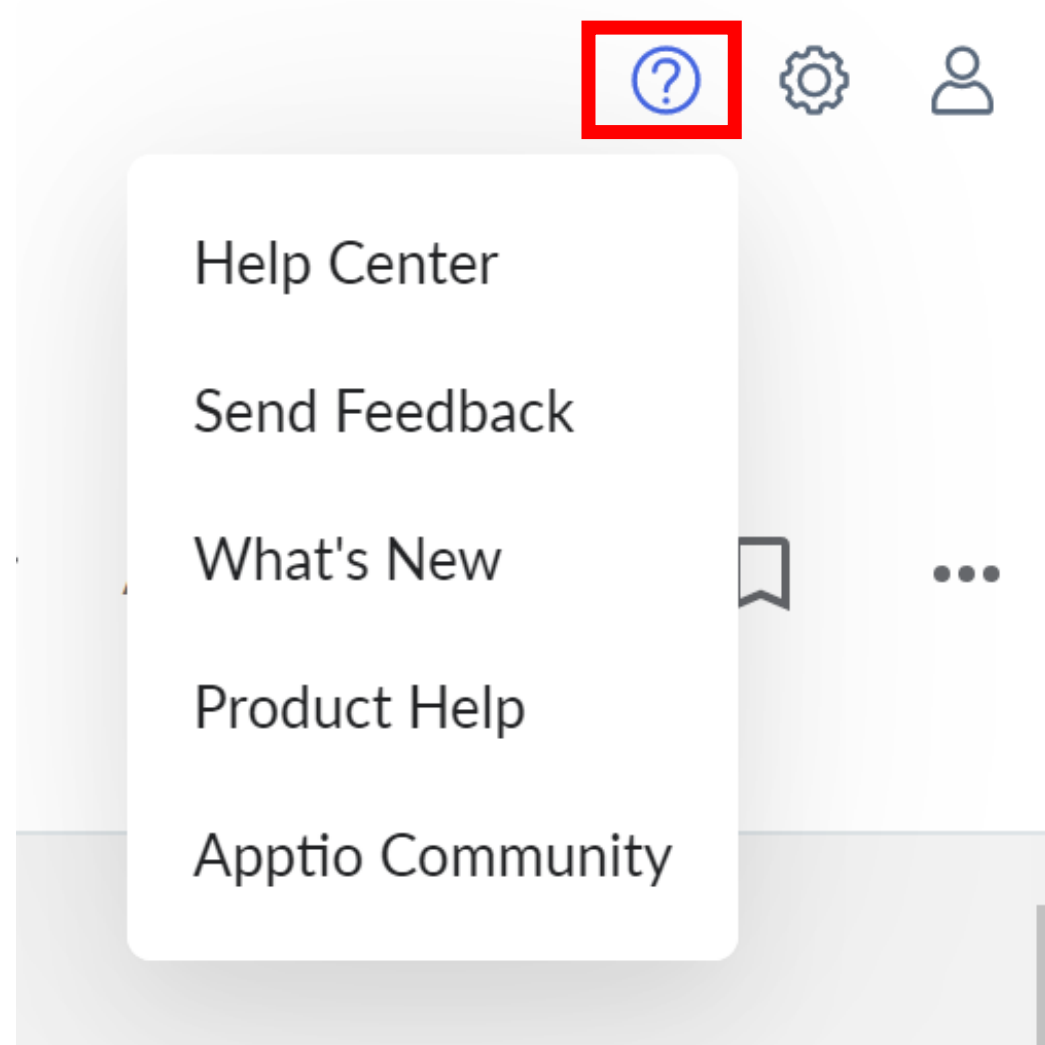 Help Center
Send Feedback
What's New
Product Help
Apptio Community